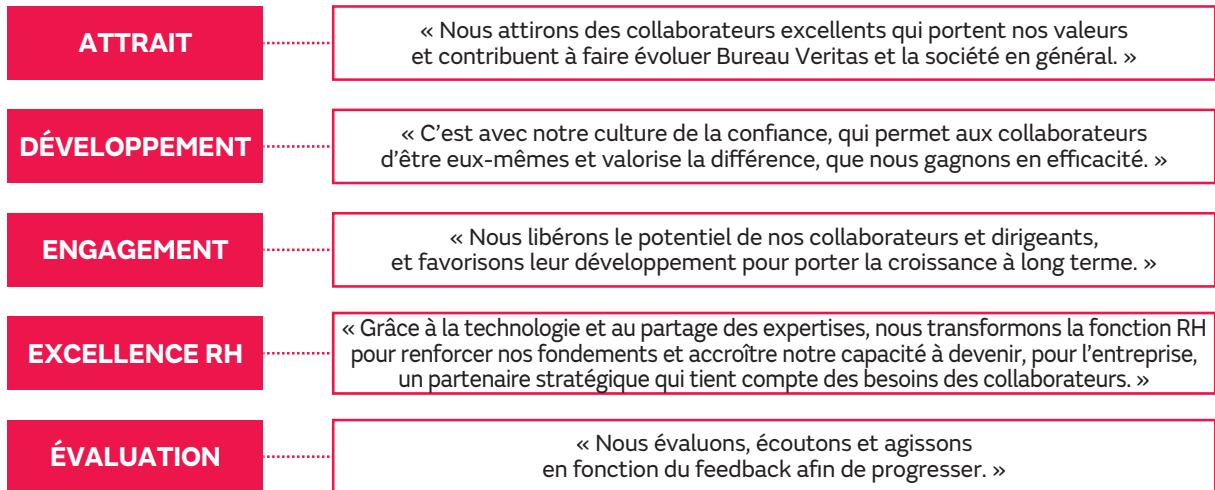 ATTRAIT
« Nous attirons des collaborateurs excellents qui portent nos valeurs
et contribuent à faire évoluer Bureau Veritas et la société en général. »
DÉVELOPPEMENT
« C’est avec notre culture de la confiance, qui permet aux collaborateurs
d’être eux-mêmes et valorise la différence, que nous gagnons en efficacité. »
ENGAGEMENT
« Nous libérons le potentiel de nos collaborateurs et dirigeants,
et favorisons leur développement pour porter la croissance à long terme. »
EXCELLENCE RH
« Grâce à la technologie et au partage des expertises, nous transformons la fonction RH
pour renforcer nos fondements et accroître notre capacité à devenir, pour l’entreprise,
un partenaire stratégique qui tient compte des besoins des collaborateurs. »
ÉVALUATION
« Nous évaluons, écoutons et agissons
en fonction du feedback afin de progresser. »